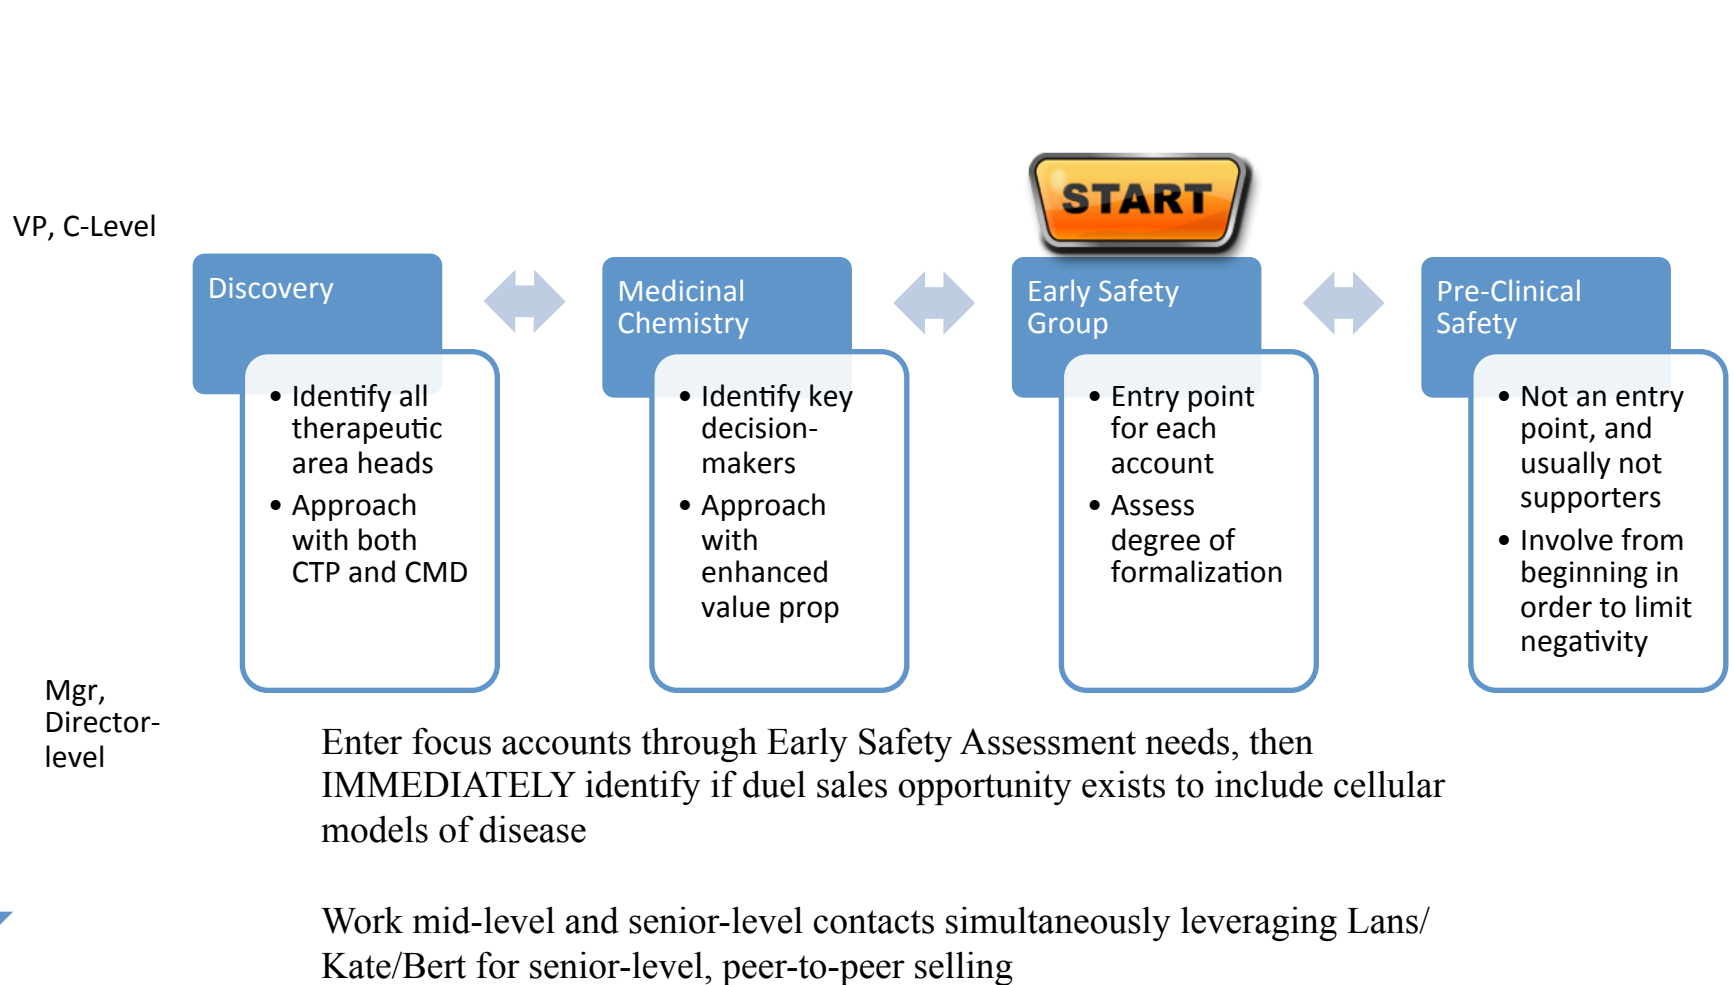 START
VP, C-Level
Discovery
• Identify all
therapeutic
area heads
• Approach
with both
CTP and CMD
Medicinal
Chemistry
• Identify key
decision-
makers
• Approach
with
enhanced
value prop
Early Safety
Group
• Entry point
for each
account
• Assess
degree of
formalization
Pre-Clinical
Safety
• Not an entry
point, and
usually not
supporters
• Involve from
beginning in
order to limit
negativity
Mgr,
Director-
level
Enter focus accounts through Early Safety Assessment needs, then
IMMEDIATELY identify if duel sales opportunity exists to include cellular
models of disease
Work mid-level and senior-level contacts simultaneously leveraging Lans/
Kate/Bert for senior-level, peer-to-peer selling